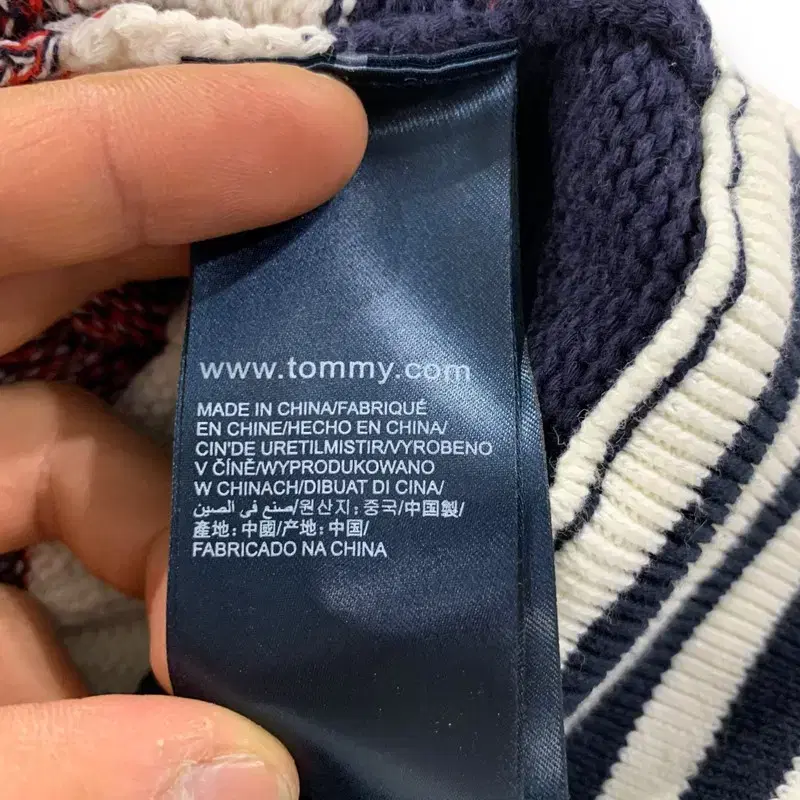 www.tommy.com
MADE IN CHINA/FABRIQUÉ
EN CHINE/HECHO EN CHINA/
CIN'DE URETILMISTIR/VYROBENO
V ČÍNĚ/WYPRODUKOWANO
W CHINACH/DIBUAT DI CINA/
صنع في الصين/원산지: 중국/中国製/
產地: 中國/产地: 中国/
FABRICADO NA CHINA